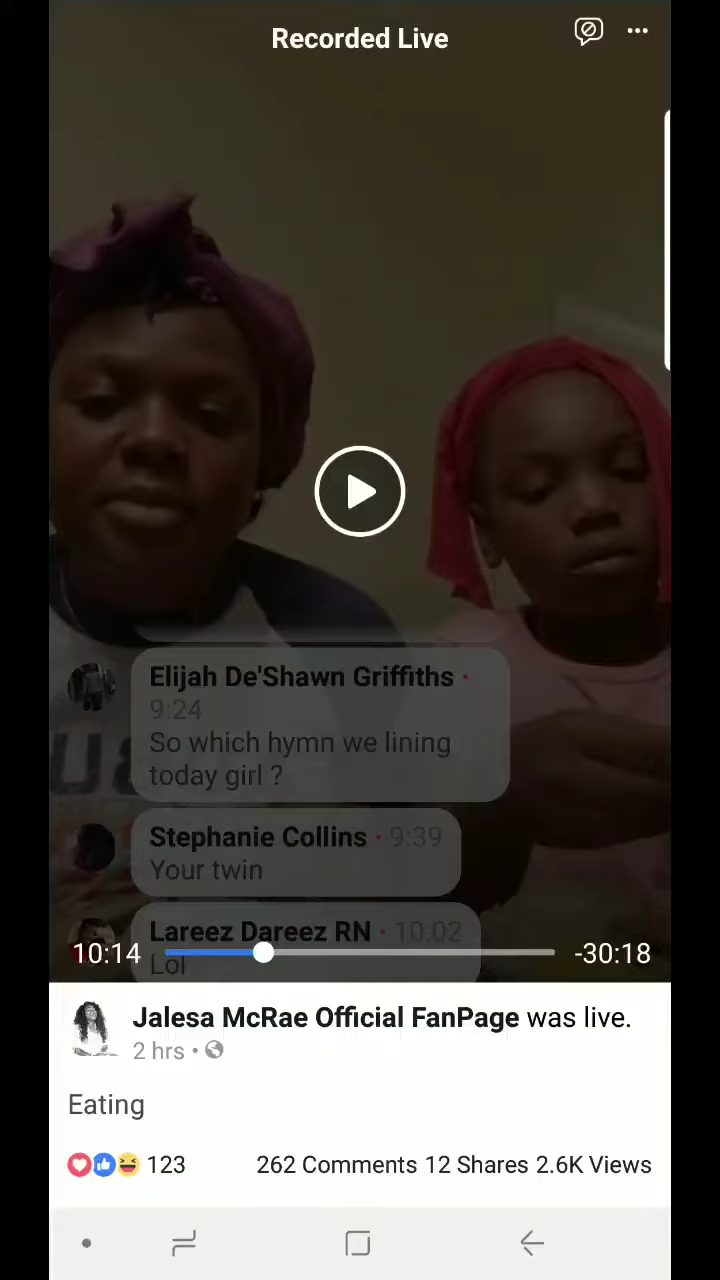 Recorded Live
Elijah De'Shawn Griffiths ·
9:24
So which hymn we lining
today girl ?
Stephanie Collins · 9:39
Your twin
Lareez Dareez RN · 10:02
Lol
10:14
-30:18
Jalesa McRae Official FanPage was live.
2 hrs ·
Eating
123
262 Comments 12 Shares 2.6K Views